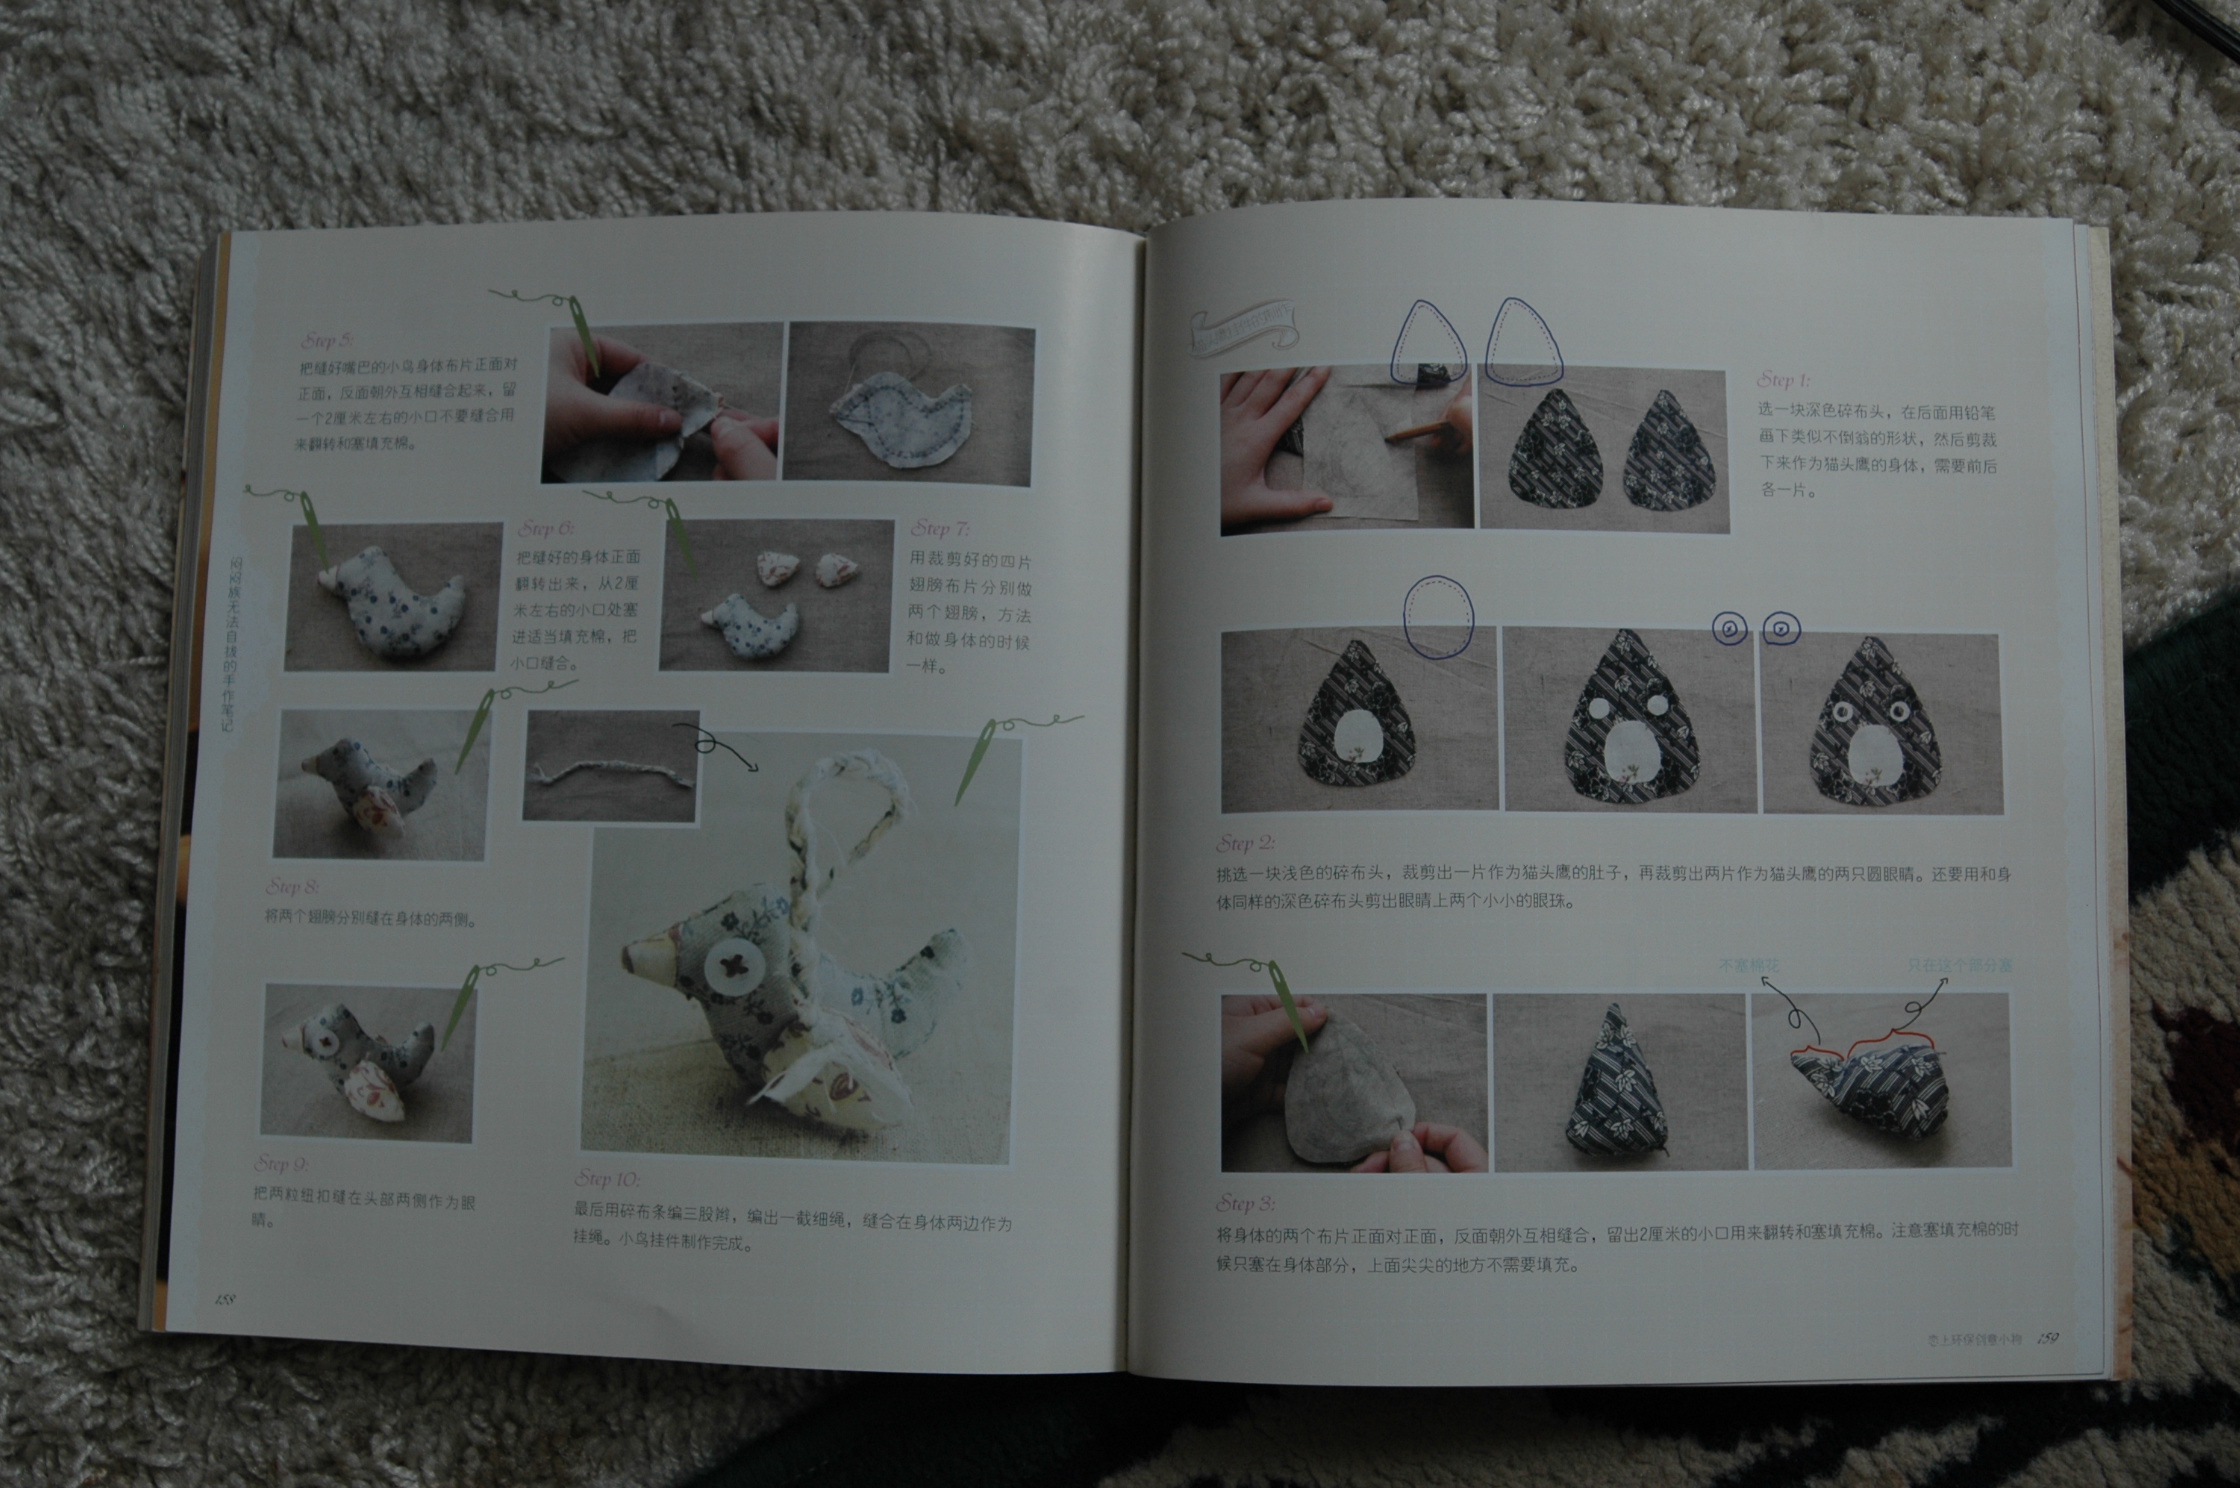 Step 5:
把缝好嘴巴的小鸟身体布片正面对
正面，反面朝外互相缝合起来，留
一个2厘米左右的小口不要缝合用
来翻转和塞填充棉。
Step 6:
把缝好的身体正面
翻转出来，从2厘
米左右的小口处塞
进适当填充棉，把
小口缝合。
Step 7:
用裁剪好的四片
翅膀布片分别做
两个翅膀，方法
和做身体的时候
一样。
Step 8:
将两个翅膀分别缝在身体的两侧。
Step 9:
把两粒纽扣缝在头部两侧作为眼
睛。
Step 10:
最后用碎布条编三股辫，编出一截细绳，缝合在身体两边作为
挂绳。小鸟挂件制作完成。
闷闷族无法自拔的手作笔记
158
Step 1:
选一块深色碎布头，在后面用铅笔
画下类似不倒翁的形状，然后剪裁
下来作为猫头鹰的身体，需要前后
各一片。
Step 2:
挑选一块浅色的碎布头，裁剪出一片作为猫头鹰的肚子，再裁剪出两片作为猫头鹰的两只圆眼睛。还要用和身
体同样的深色碎布头剪出眼睛上两个小小的眼珠。
不塞棉花
只在这个部分塞
Step 3:
将身体的两个布片正面对正面，反面朝外互相缝合，留出2厘米的小口用来翻转和塞填充棉。注意塞填充棉的时
候只塞在身体部分，上面尖尖的地方不需要填充。
爱上环保创意小物
159